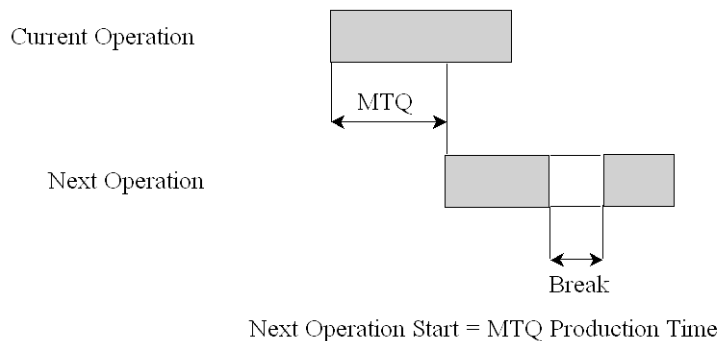 Current Operation
MTQ
Next Operation
Break
Next Operation Start = MTQ Production Time